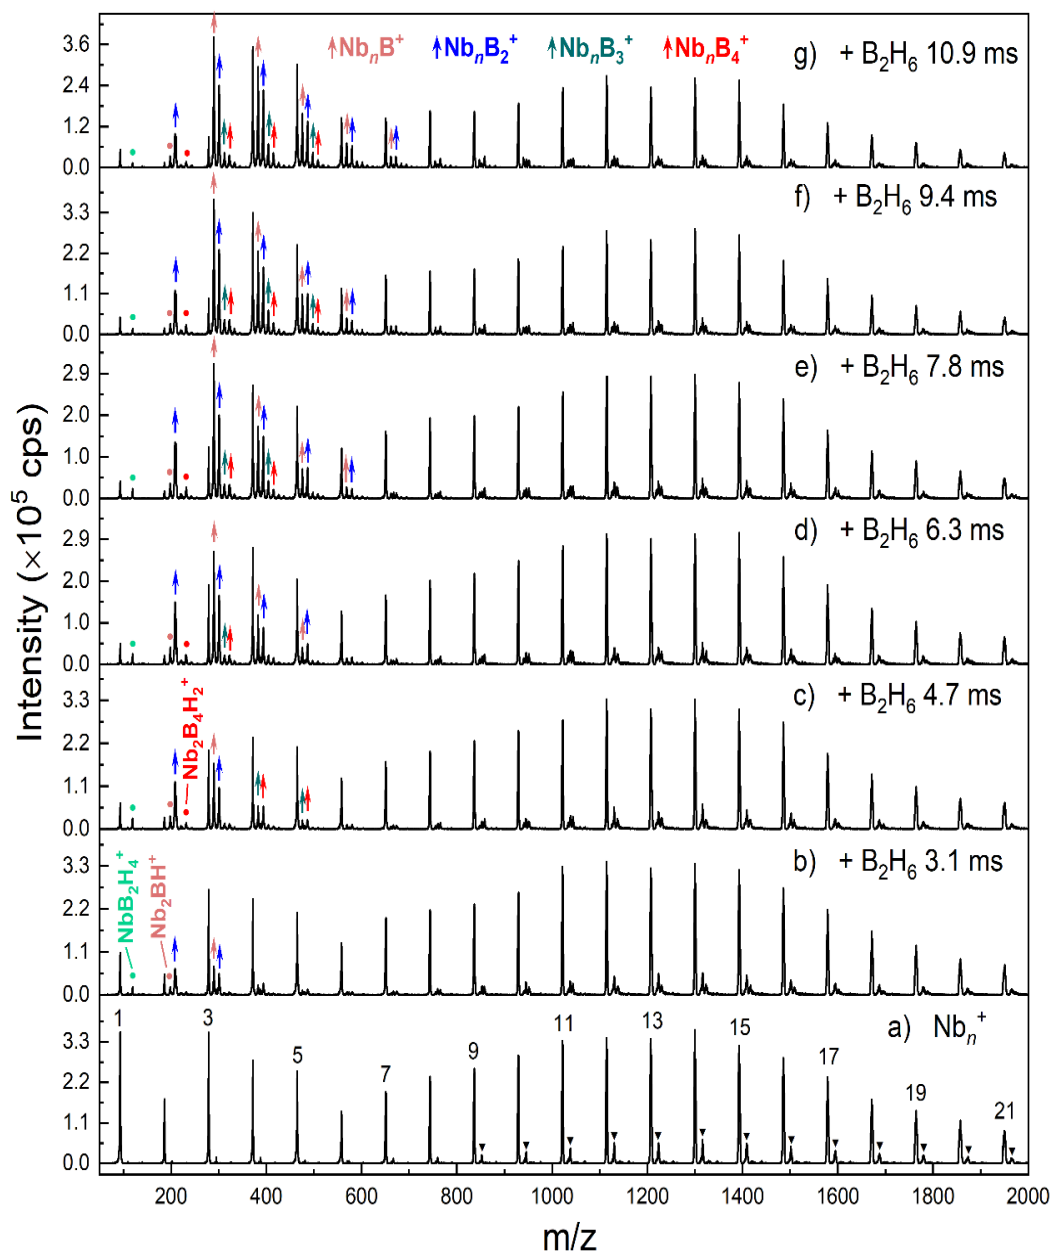 Intensity (×10⁵ cps)
↑NbₙB⁺ ↑NbₙB₂⁺ ↑NbₙB₃⁺ ↑NbₙB₄⁺
g) + B₂H₆ 10.9 ms
3.6
2.4
1.2
0.0
f) + B₂H₆ 9.4 ms
3.3
2.2
1.1
0.0
e) + B₂H₆ 7.8 ms
2.9
2.0
1.0
0.0
d) + B₂H₆ 6.3 ms
2.9
2.0
1.0
0.0
c) + B₂H₆ 4.7 ms
3.3
2.2
1.1
0.0
Nb₂B₄H₂⁺
b) + B₂H₆ 3.1 ms
3.3
2.2
1.1
0.0
NbB₂H₄⁺
Nb₂BH⁺
a) Nbₙ⁺
3.3
2.2
1.1
0.0
1 3 5 7 9 11 13 15 17 19 21
200 400 600 800 1000 1200 1400 1600 1800 2000
m/z